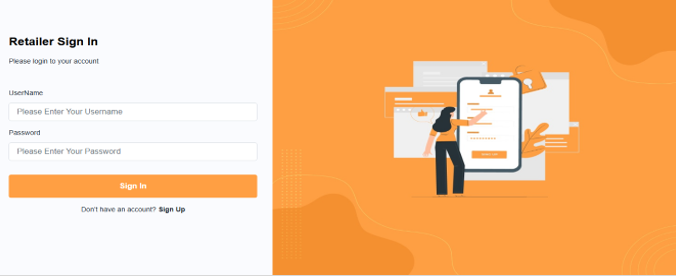 Retailer Sign In
Please login to your account
UserName
Please Enter Your Username
Password
Please Enter Your Password
Sign In
Don't have an account? Sign Up